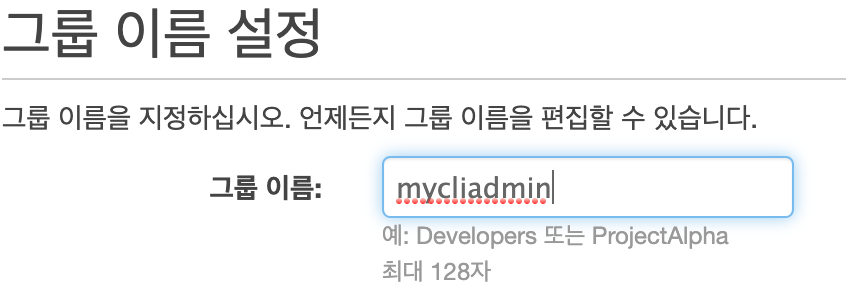 그룹 이름 설정
그룹 이름을 지정하십시오. 언제든지 그룹 이름을 편집할 수 있습니다.
그룹 이름: mycliadmin
예: Developers 또는 ProjectAlpha
최대 128자